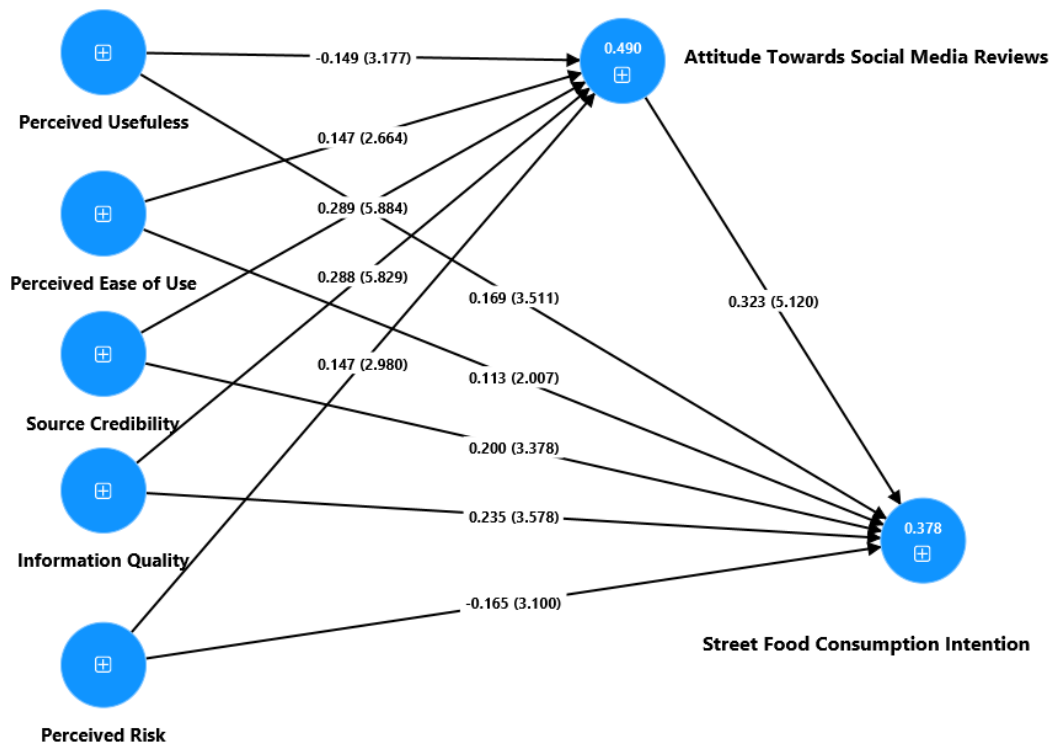 0.490
Attitude Towards Social Media Reviews
-0.149 (3.177)
Perceived Usefuless
0.147 (2.664)
0.289 (5.884)
Perceived Ease of Use
0.288 (5.829)
0.169 (3.511)
0.323 (5.120)
0.147 (2.980)
0.113 (2.007)
Source Credibility
0.200 (3.378)
0.235 (3.578)
0.378
Information Quality
-0.165 (3.100)
Street Food Consumption Intention
Perceived Risk